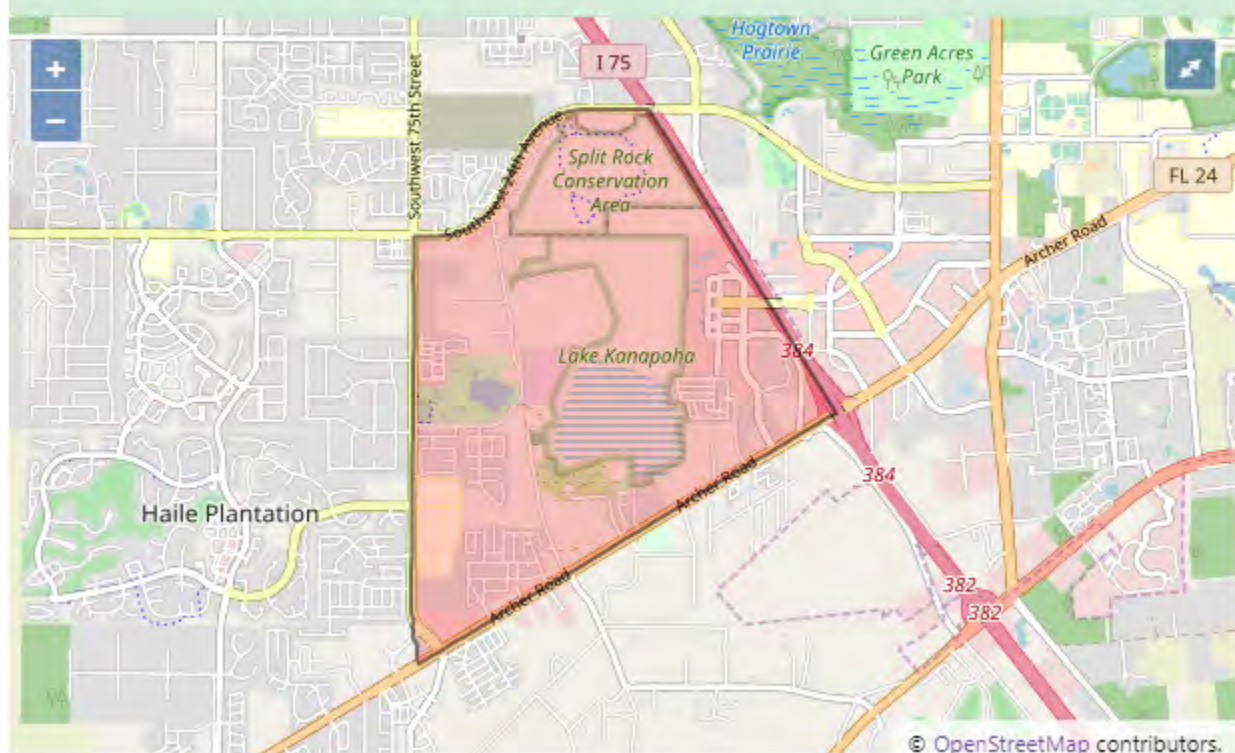 +
−
Hogtown
Prairie
I 75
Green Acres
Park
Southwest 75th Street
Southwest 24th Avenue
Split Rock
Conservation
Area
FL 24
Archer Road
Lake Kanapoha
384
Archer Road
384
Haile Plantation
Archer Road
382
382
© OpenStreetMap contributors.